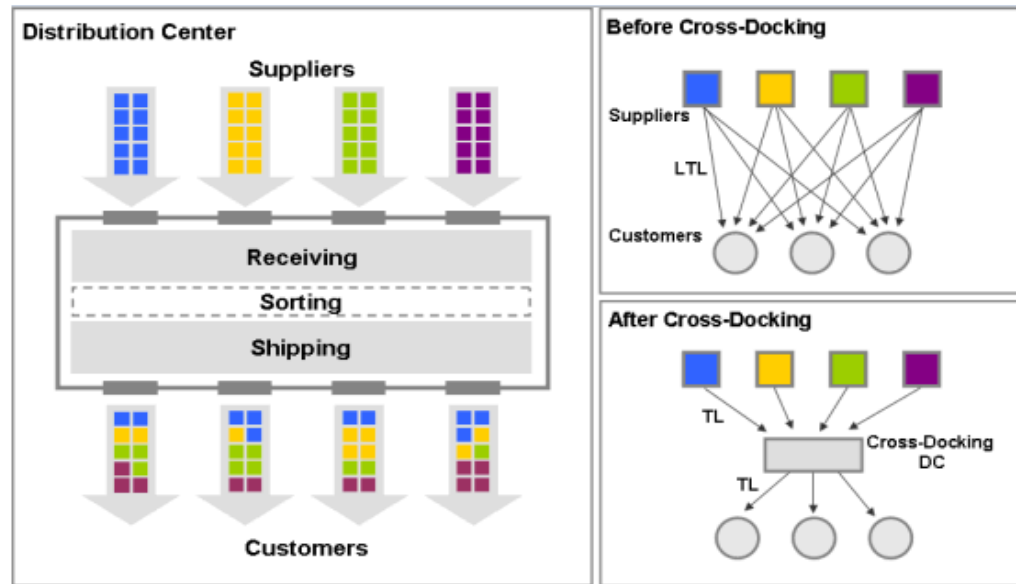 Distribution Center
Suppliers
Receiving
Sorting
Shipping
Customers
Before Cross-Docking
Suppliers
LTL
Customers
After Cross-Docking
TL
Cross-Docking
DC
TL